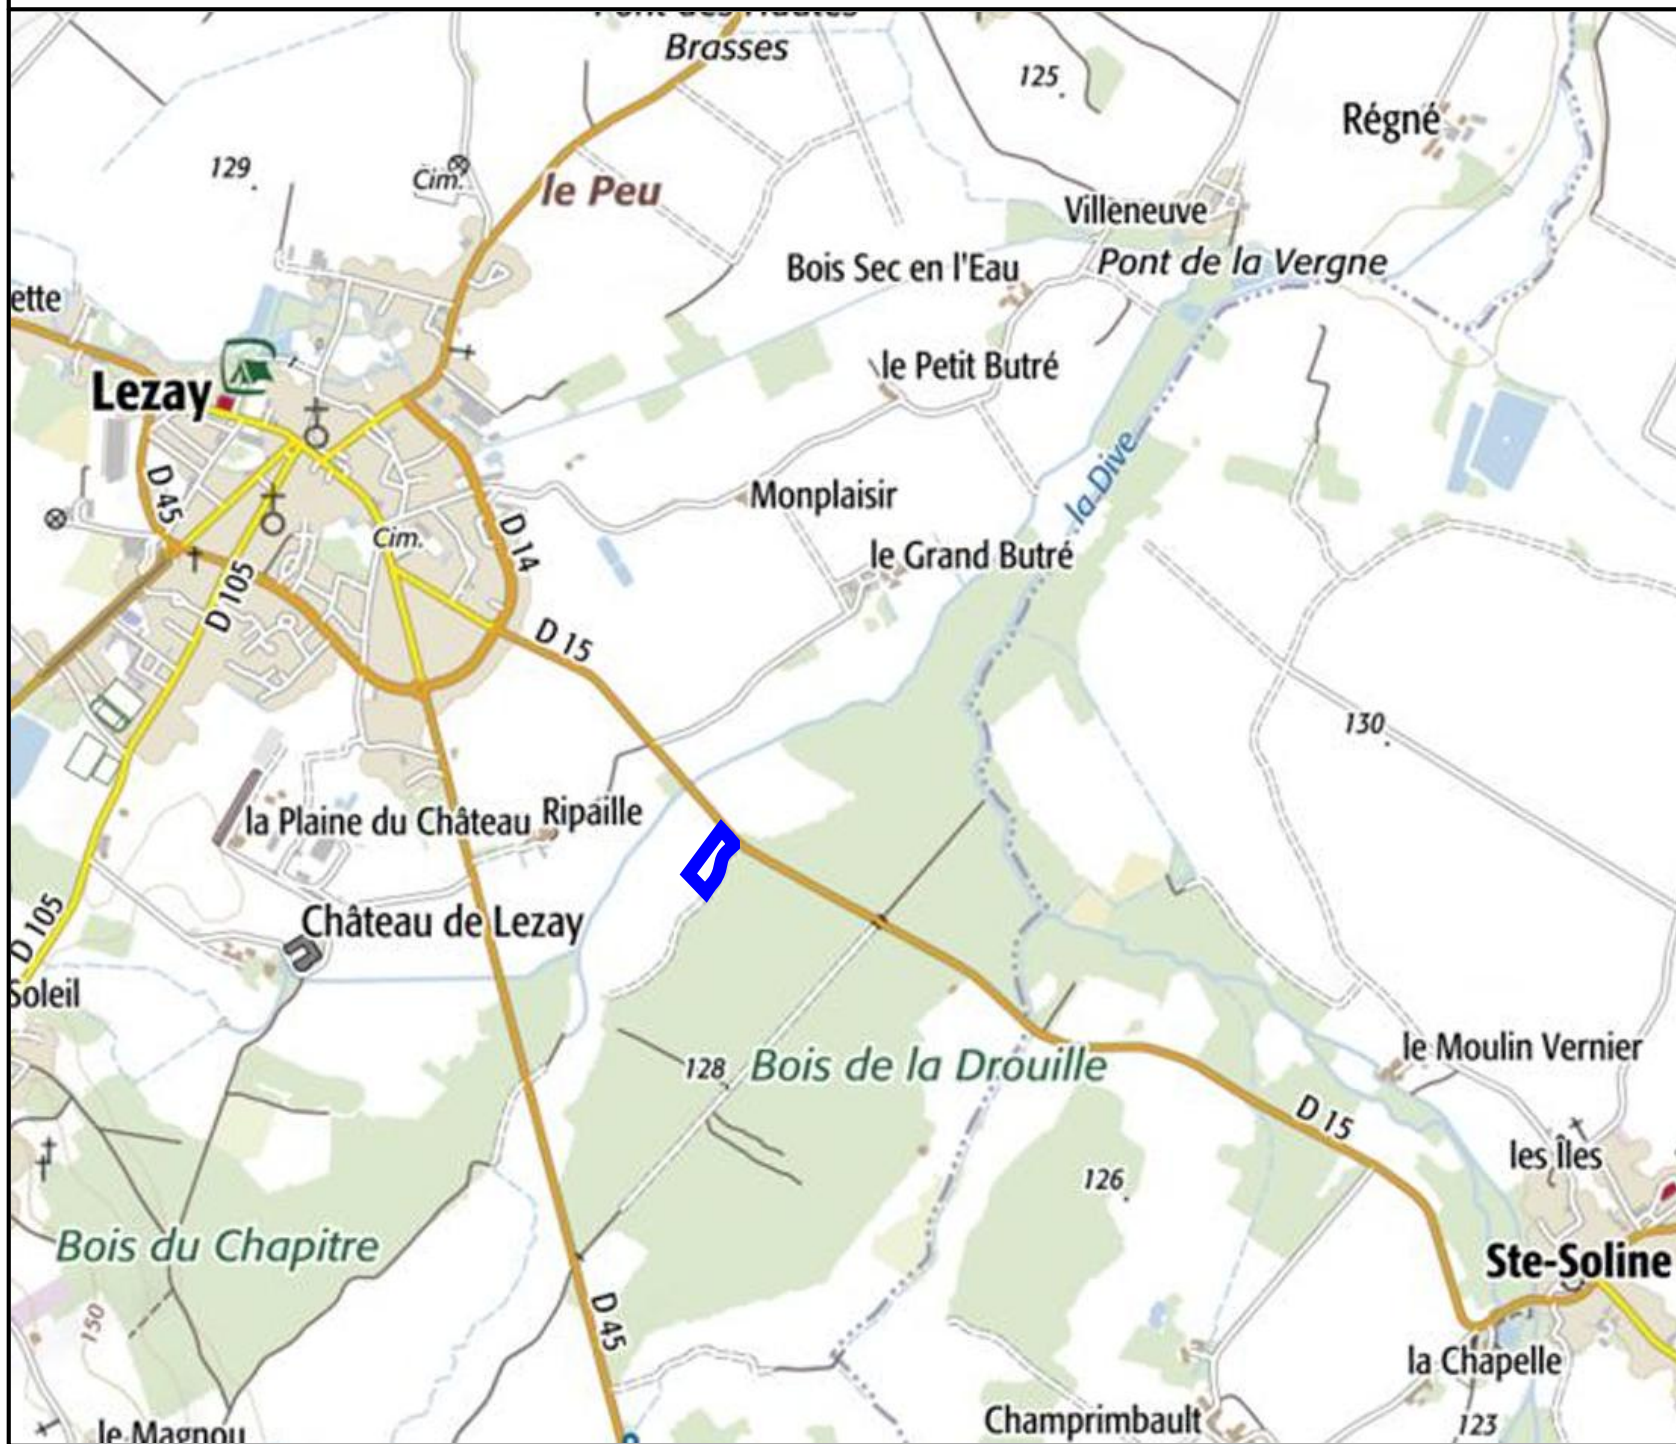 Pont des Hautes
Brasses
125
Régné
129
Cim.
le Peu
Villeneuve
Bois Sec en l'Eau
Pont de la Vergne
ette
le Petit Butré
Lezay
D 45
la Dive
Monplaisir
Cim.
D 14
le Grand Butré
D 105
D 15
130
la Plaine du Château
Ripaille
D 105
Château de Lezay
Soleil
128
Bois de la Drouille
le Moulin Vernier
D 15
les Îles
126
Bois du Chapitre
Ste-Soline
150
D 45
la Chapelle
le Magnou
Champrimbault
123